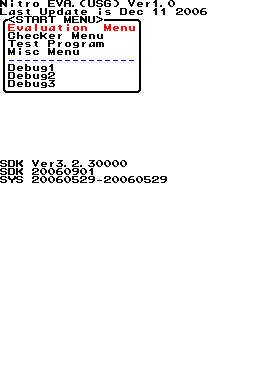 Nitro EVA.(USG) Ver1.0
Last Update is Dec 11 2006
<START MENU>
Evaluation Menu
Checker Menu
Test Program
Misc Menu
----------------
Debug1
Debug2
Debug3
SDK Ver3.2.30000
SDK 20060901
SYS 20060529-20060529